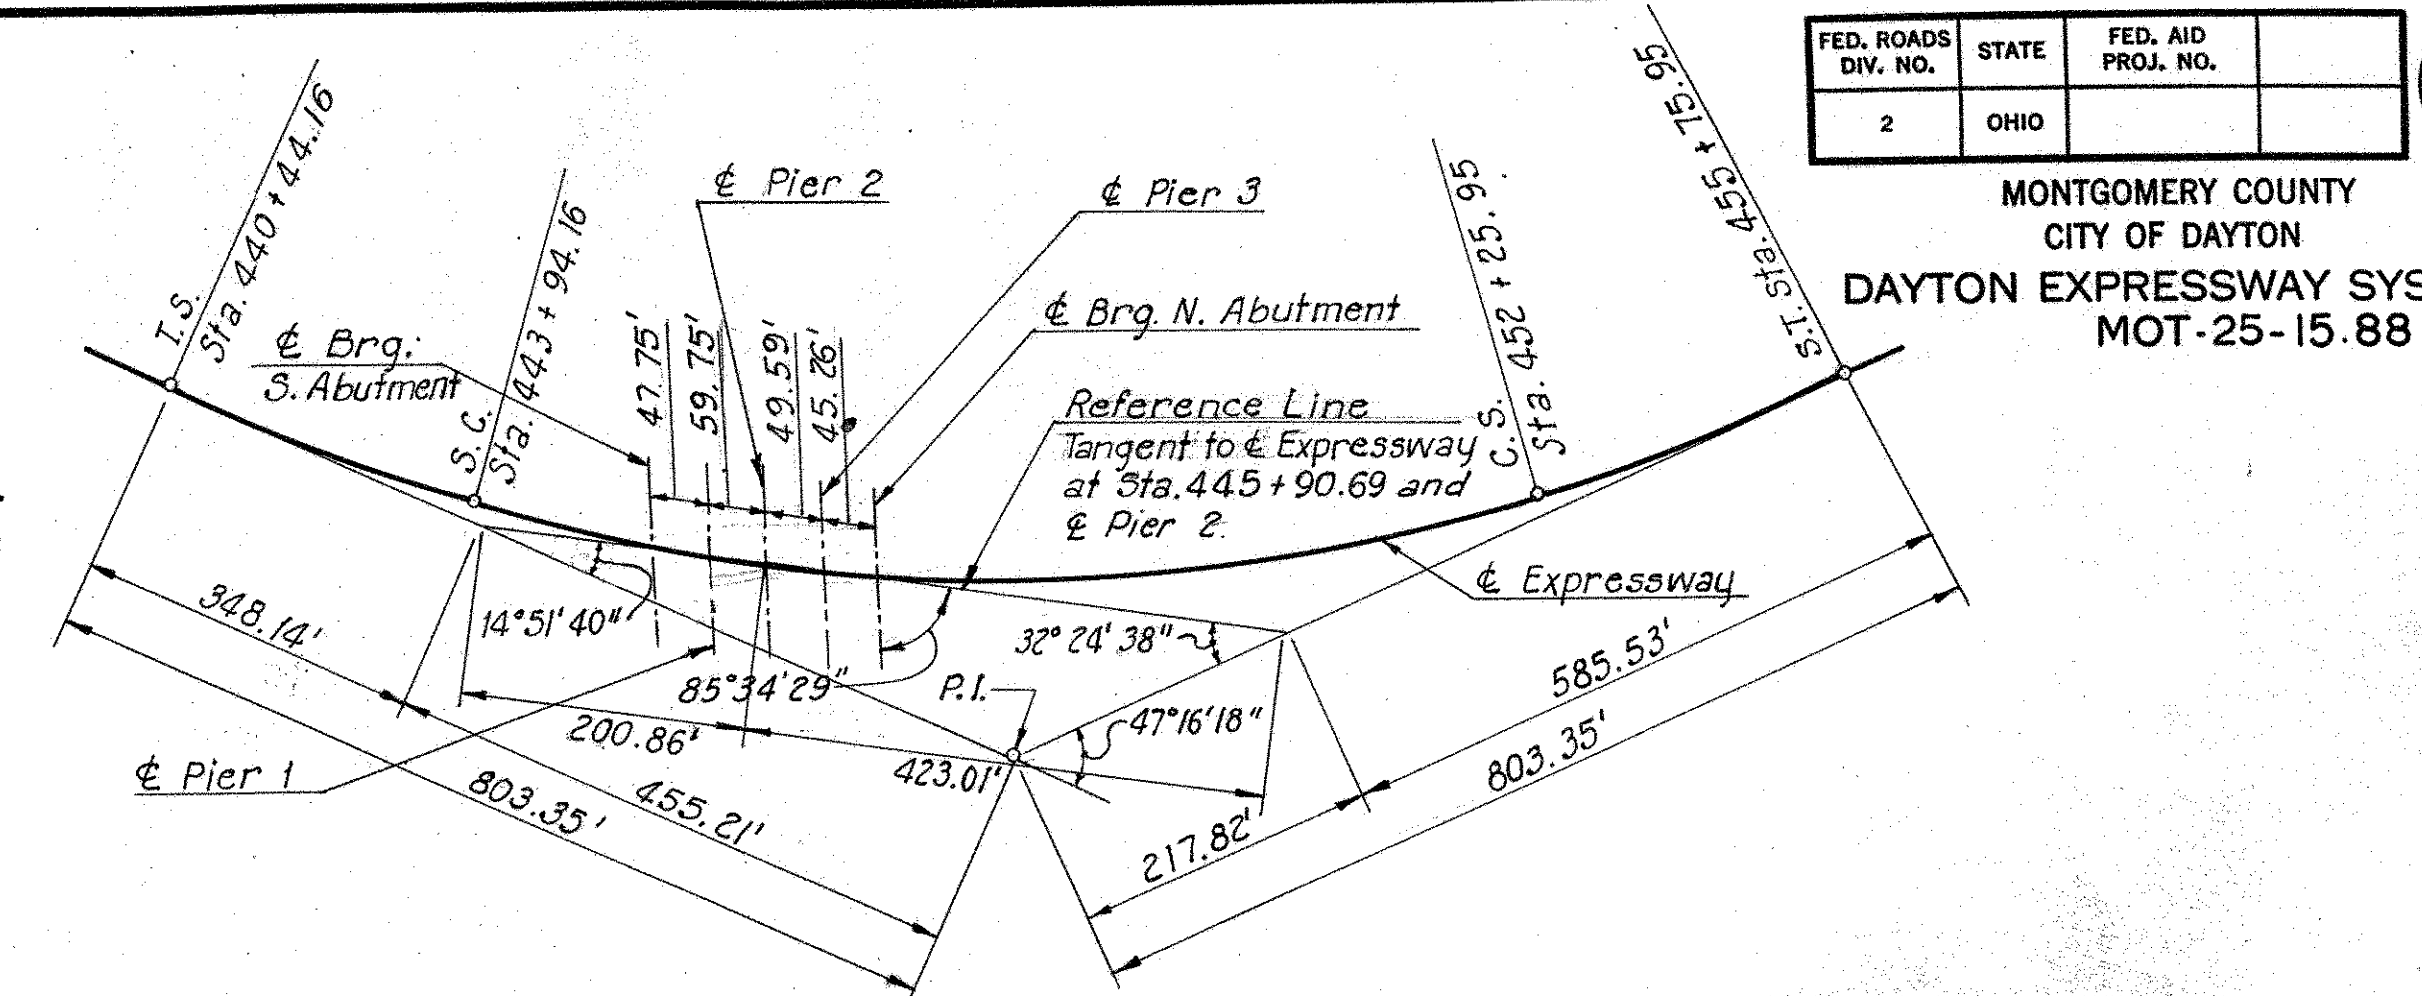 FED. ROADS
DIV. NO.
STATE
FED. AID
PROJ. NO.
2
OHIO
MONTGOMERY COUNTY
CITY OF DAYTON
DAYTON EXPRESSWAY SYS
MOT-25-15.88
T.S.
Sta. 440+44.16
S.C.
Sta. 443+94.16
℄ Brg.
S. Abutment
47.75'
59.75'
49.59'
45.26'
℄ Pier 2
℄ Pier 3
℄ Brg. N. Abutment
Reference Line
Tangent to ℄ Expressway
at Sta. 445+90.69 and
℄ Pier 2.
C.S.
Sta. 452+25.95
S.T. Sta. 455+75.95
℄ Expressway
14°51'40"
85°34'29"
32°24'38"
P.I.
47°16'18"
348.14'
200.86'
423.01'
585.53'
℄ Pier 1
803.35'
455.21'
217.82'
803.35'